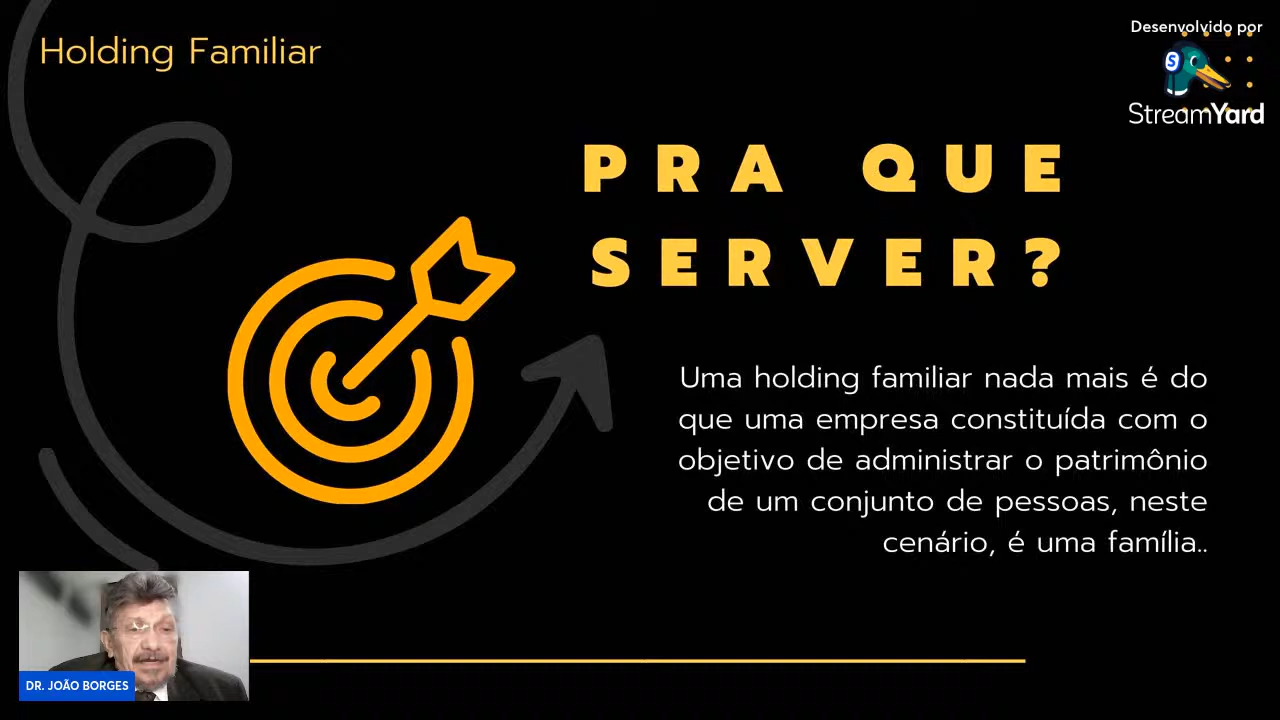 Holding Familiar
Desenvolvido por
S
StreamYard
PRA QUE
SERVER?
Uma holding familiar nada mais é do
que uma empresa constituída com o
objetivo de administrar o patrimônio
de um conjunto de pessoas, neste
cenário, é uma família..
DR. JOÃO BORGES